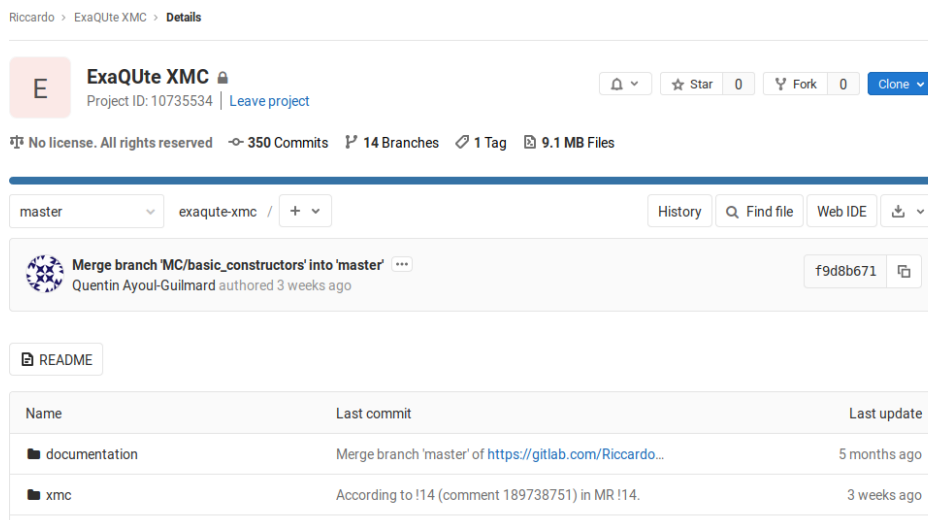 Riccardo > ExaQUte XMC > Details
E
ExaQUte XMC
Project ID: 10735534 | Leave project
Star 0 Fork 0 Clone
No license. All rights reserved 350 Commits 14 Branches 1 Tag 9.1 MB Files
master exaqute-xmc / + History Find file Web IDE
Merge branch 'MC/basic_constructors' into 'master' ...
Quentin Ayoul-Guilmard authored 3 weeks ago
f9d8b671
README
Name Last commit Last update
documentation Merge branch 'master' of https://gitlab.com/Riccardo... 5 months ago
xmc According to !14 (comment 189738751) in MR !14. 3 weeks ago